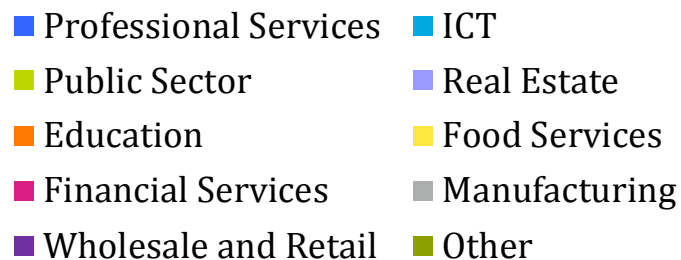 Professional Services
ICT
Public Sector
Real Estate
Education
Food Services
Financial Services
Manufacturing
Wholesale and Retail
Other